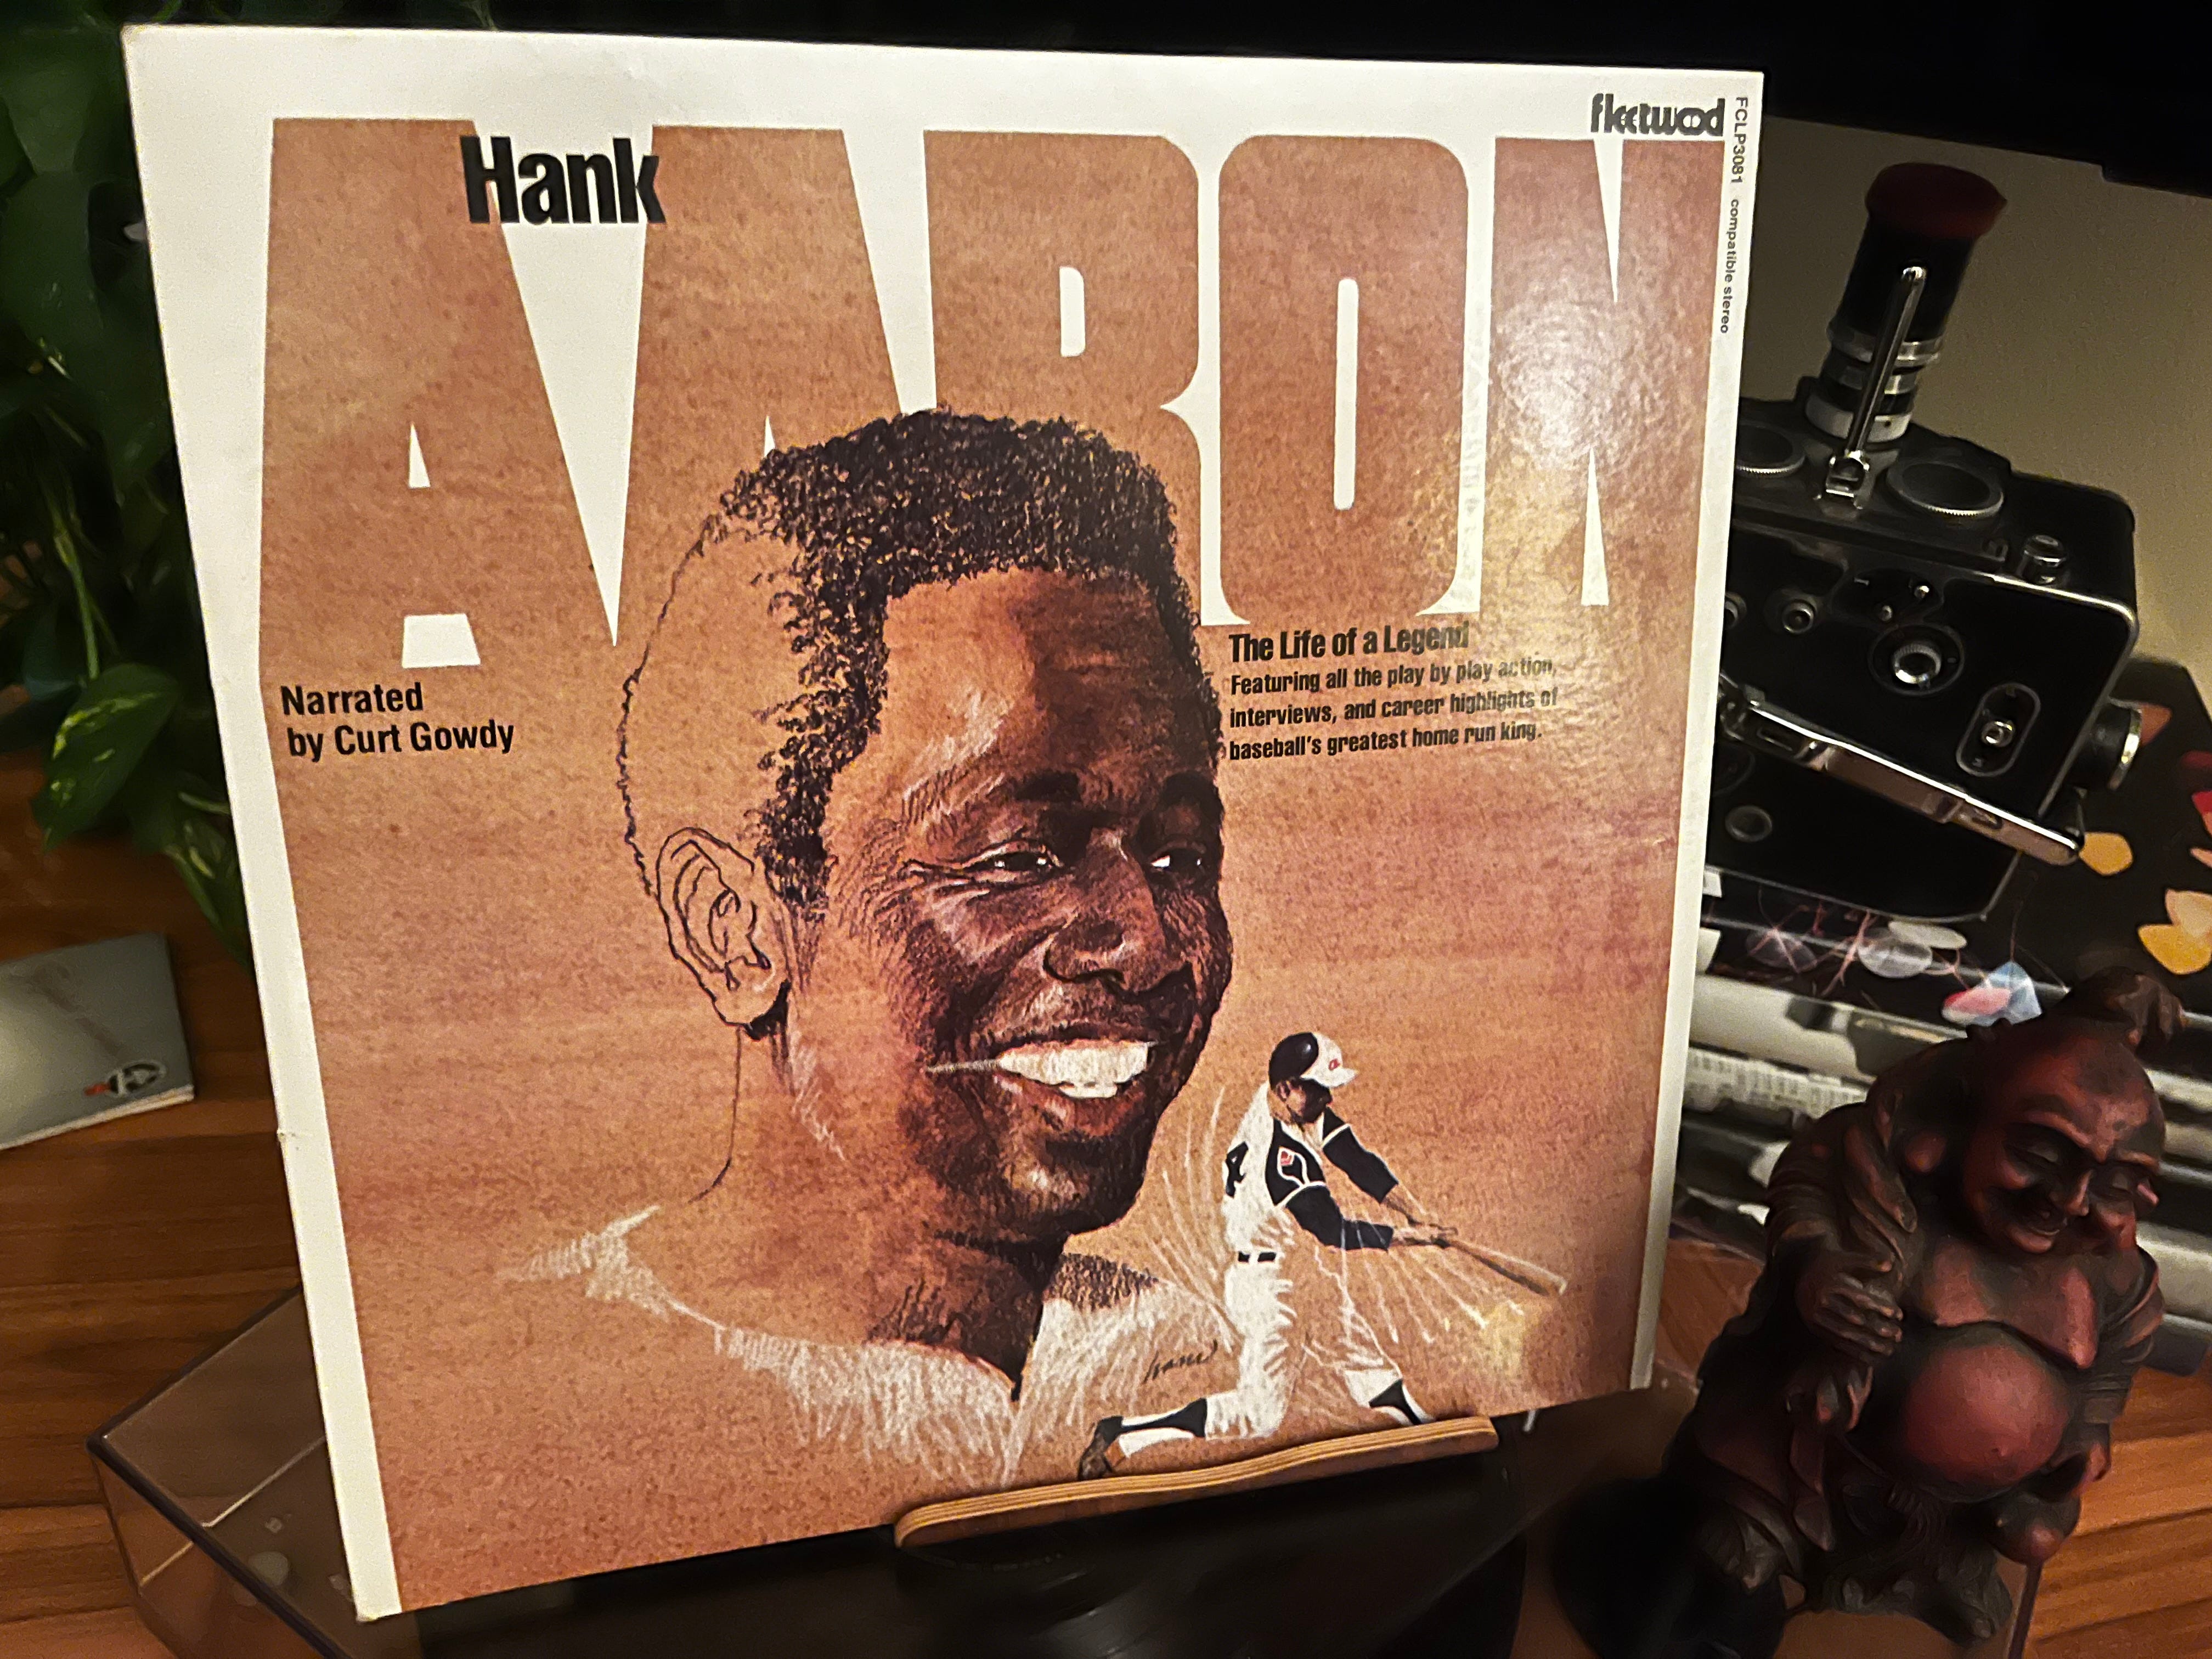 fleetwood
FCLP3081 compatible stereo
Hank
AARON
Narrated
by Curt Gowdy
The Life of a Legend
Featuring all the play by play action,
interviews, and career highlights of
baseball's greatest home run king.